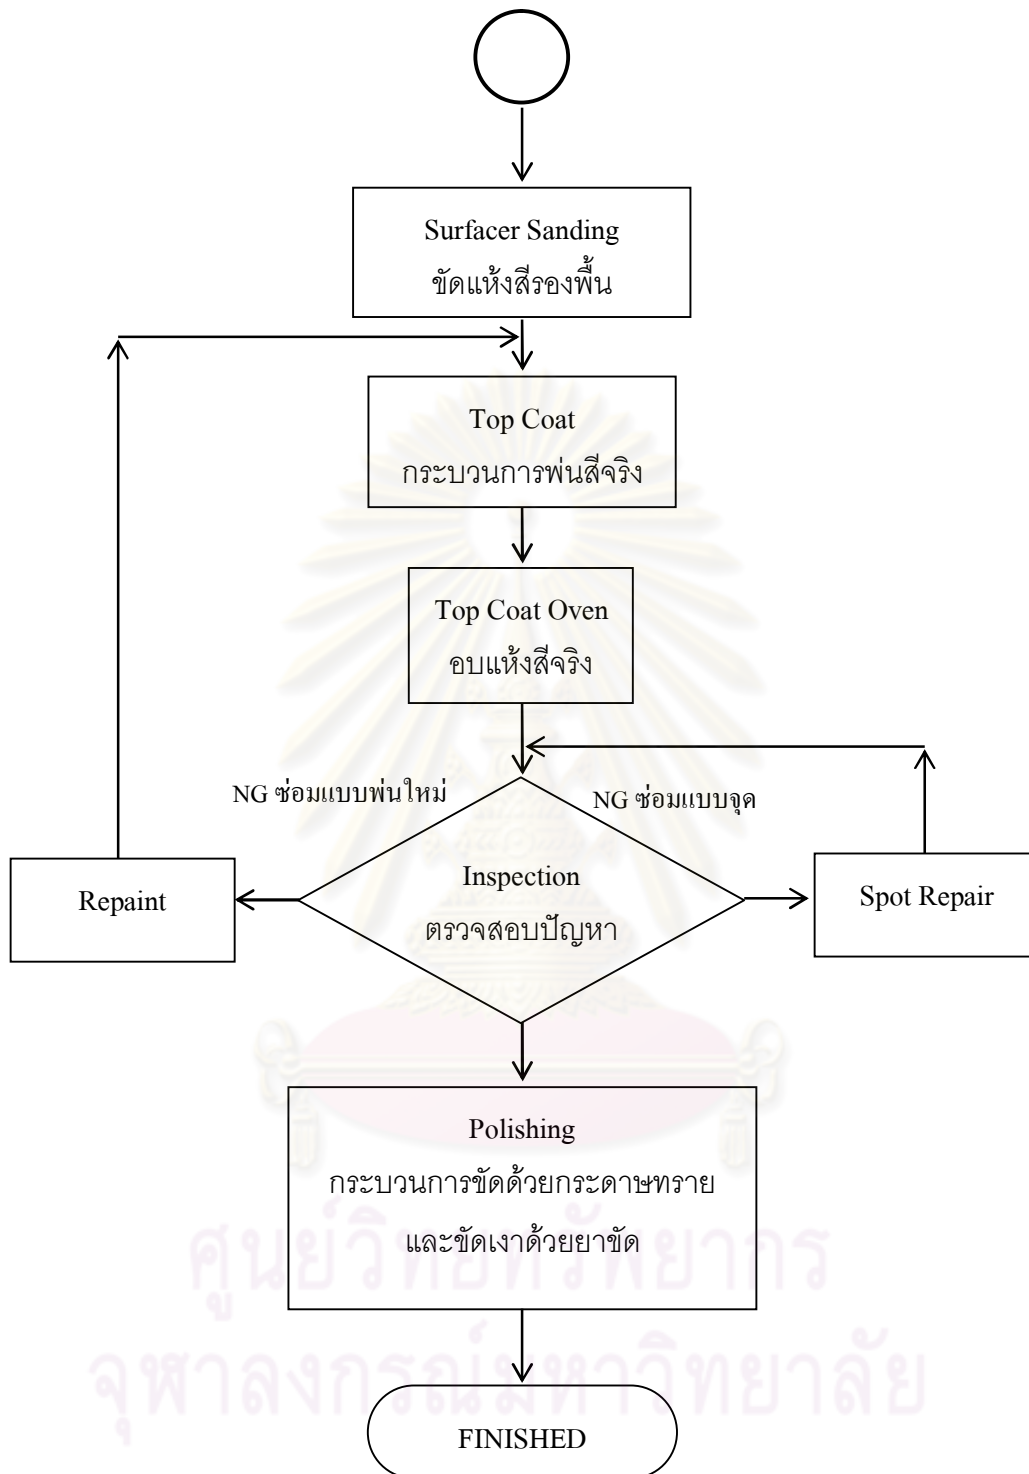 Surfacer Sanding
ขัดแห้งสีรองพื้น
Top Coat
กระบวนการพ่นสีจริง
Top Coat Oven
อบแห้งสีจริง
NG ซ่อมแบบพ่นใหม่
NG ซ่อมแบบจุด
Repaint
Inspection
ตรวจสอบปัญหา
Spot Repair
Polishing
กระบวนการขัดด้วยกระดาษทราย
และขัดเงาด้วยยาขัด
ศูนย์วิทยทรัพยากร
จุฬาลงกรณ์มหาวิทยาลัย
FINISHED